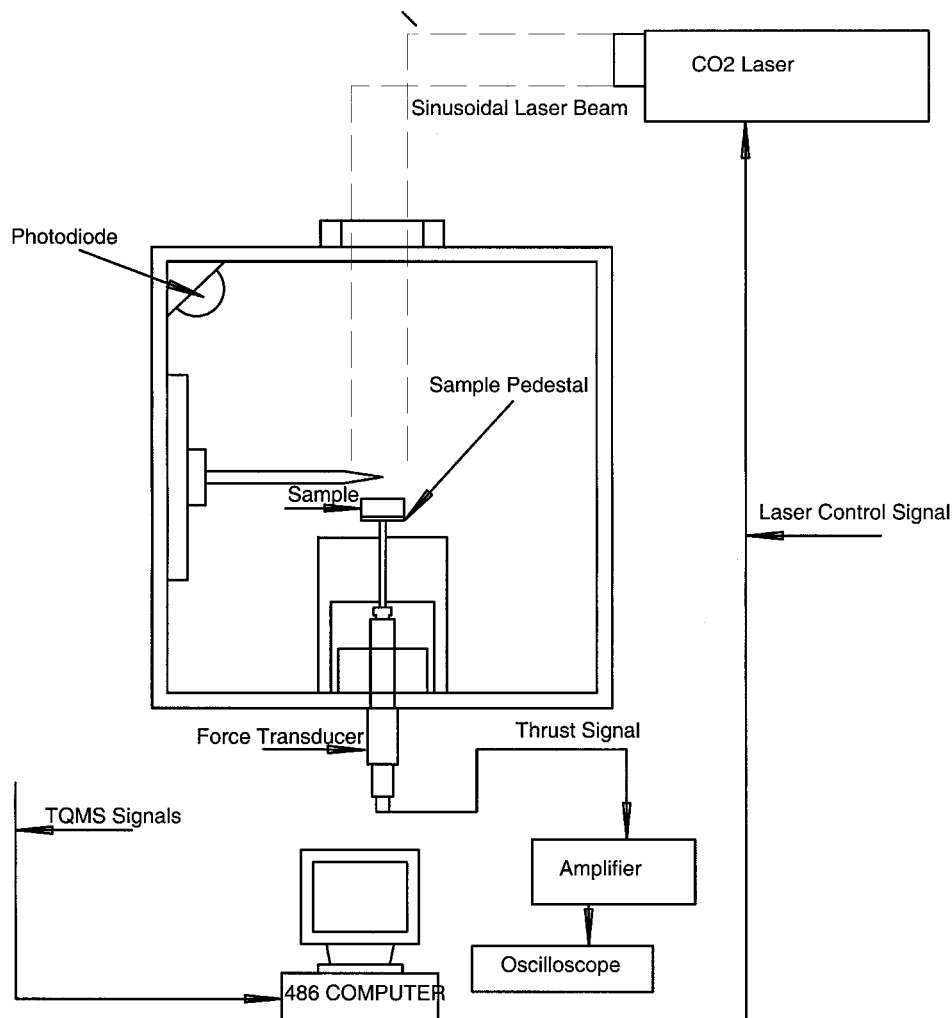 CO2 Laser
Sinusoidal Laser Beam
Photodiode
Sample Pedestal
Sample
Laser Control Signal
Force Transducer
Thrust Signal
TQMS Signals
Amplifier
Oscilloscope
486 COMPUTER